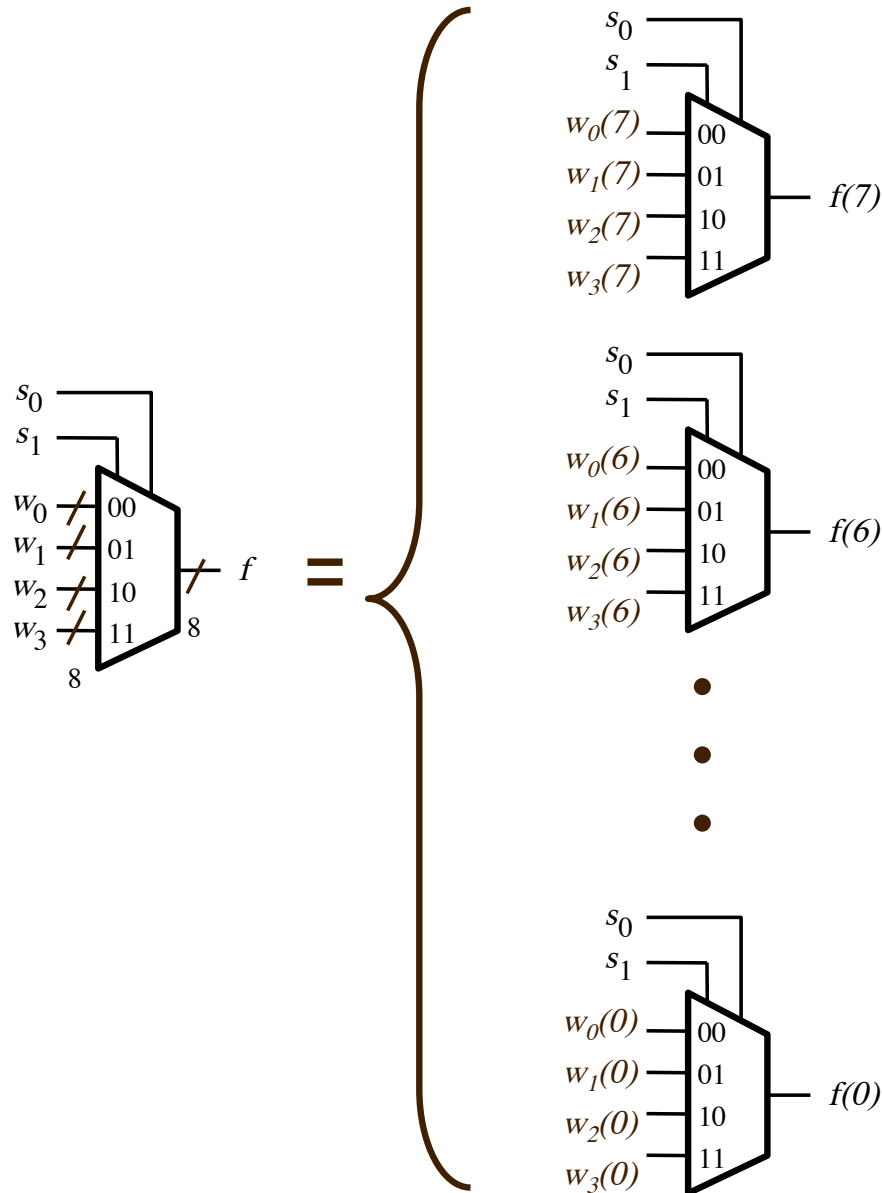 s0
s1
w0 00
w1 01
w2 10
w3 11
f
8
8
=
s0
s1
w0(7) 00
w1(7) 01
w2(7) 10
w3(7) 11
f(7)
s0
s1
w0(6) 00
w1(6) 01
w2(6) 10
w3(6) 11
f(6)
s0
s1
w0(0) 00
w1(0) 01
w2(0) 10
w3(0) 11
f(0)